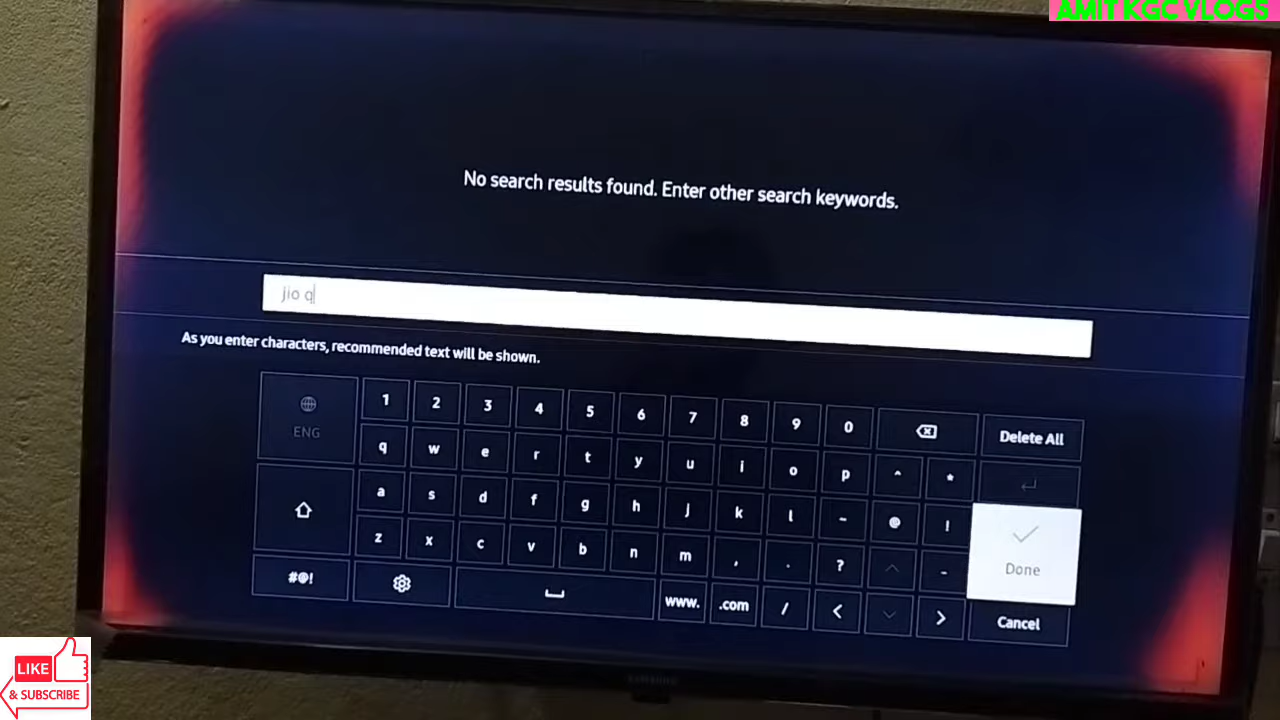 AMIT KGC VLOGS
No search results found. Enter other search keywords.
Jio q
As you enter characters, recommended text will be shown.
1 2 3 4 5 6 7 8 9 0 Delete All
ENG
q w e r t y u i o p ^ *
a s d f g h j k l ~ @ !
z x c v b n m , . ? ^ -
Done
#@! www. .com / < > Cancel
SAMSUNG
LIKE
& SUBSCRIBE